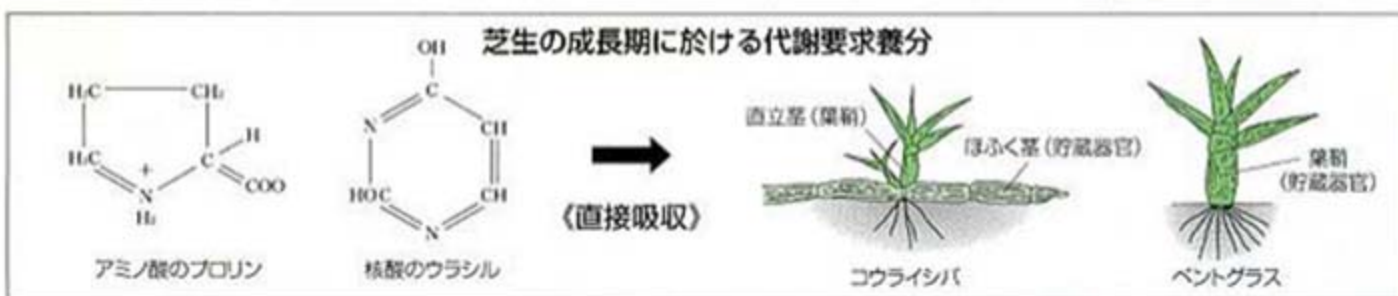 芝生の成長期に於ける代謝要求養分
H₂C
CH₂
H
H₂C
C
+
N
H₂
COO
アミノ酸のプロリン
OH
C
N
CH
HOC
CH
N
核酸のウラシル
《直接吸収》
直立茎(葉鞘)
ほふく茎(貯蔵器官)
コウライシバ
葉鞘
(貯蔵器官)
ベントグラス